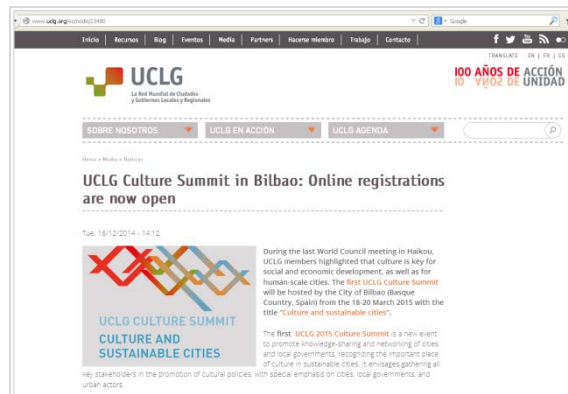 www.uclg.org/es/node/23480
Google
Inicio Recursos Blog Eventos Media Partners Hacerse miembro Trabajo Contacto
TRANSLATE EN | FR | ES
UCLG
La Red Mundial de Ciudades
y Gobiernos Locales y Regionales
100 AÑOS DE ACCIÓN
10 AÑOS DE UNIDAD
SOBRE NOSOTROS UCLG EN ACCIÓN UCLG AGENDA
Home » Media » Noticias
UCLG Culture Summit in Bilbao: Online registrations
are now open
Tue, 16/12/2014 - 14:12
UCLG CULTURE SUMMIT
CULTURE AND
SUSTAINABLE CITIES
During the last World Council meeting in Haikou,
UCLG members highlighted that culture is key for
social and economic development, as well as for
human-scale cities. The first UCLG Culture Summit
will be hosted by the City of Bilbao (Basque
Country, Spain) from the 18-20 March 2015 with the
title "Culture and sustainable cities".
The first UCLG 2015 Culture Summit is a new event
to promote knowledge-sharing and networking of cities
and local governments, recognizing the important place
of culture in sustainable cities. It envisages gathering all
key stakeholders in the promotion of cultural policies, with special emphasis on cities, local governments, and
urban actors.